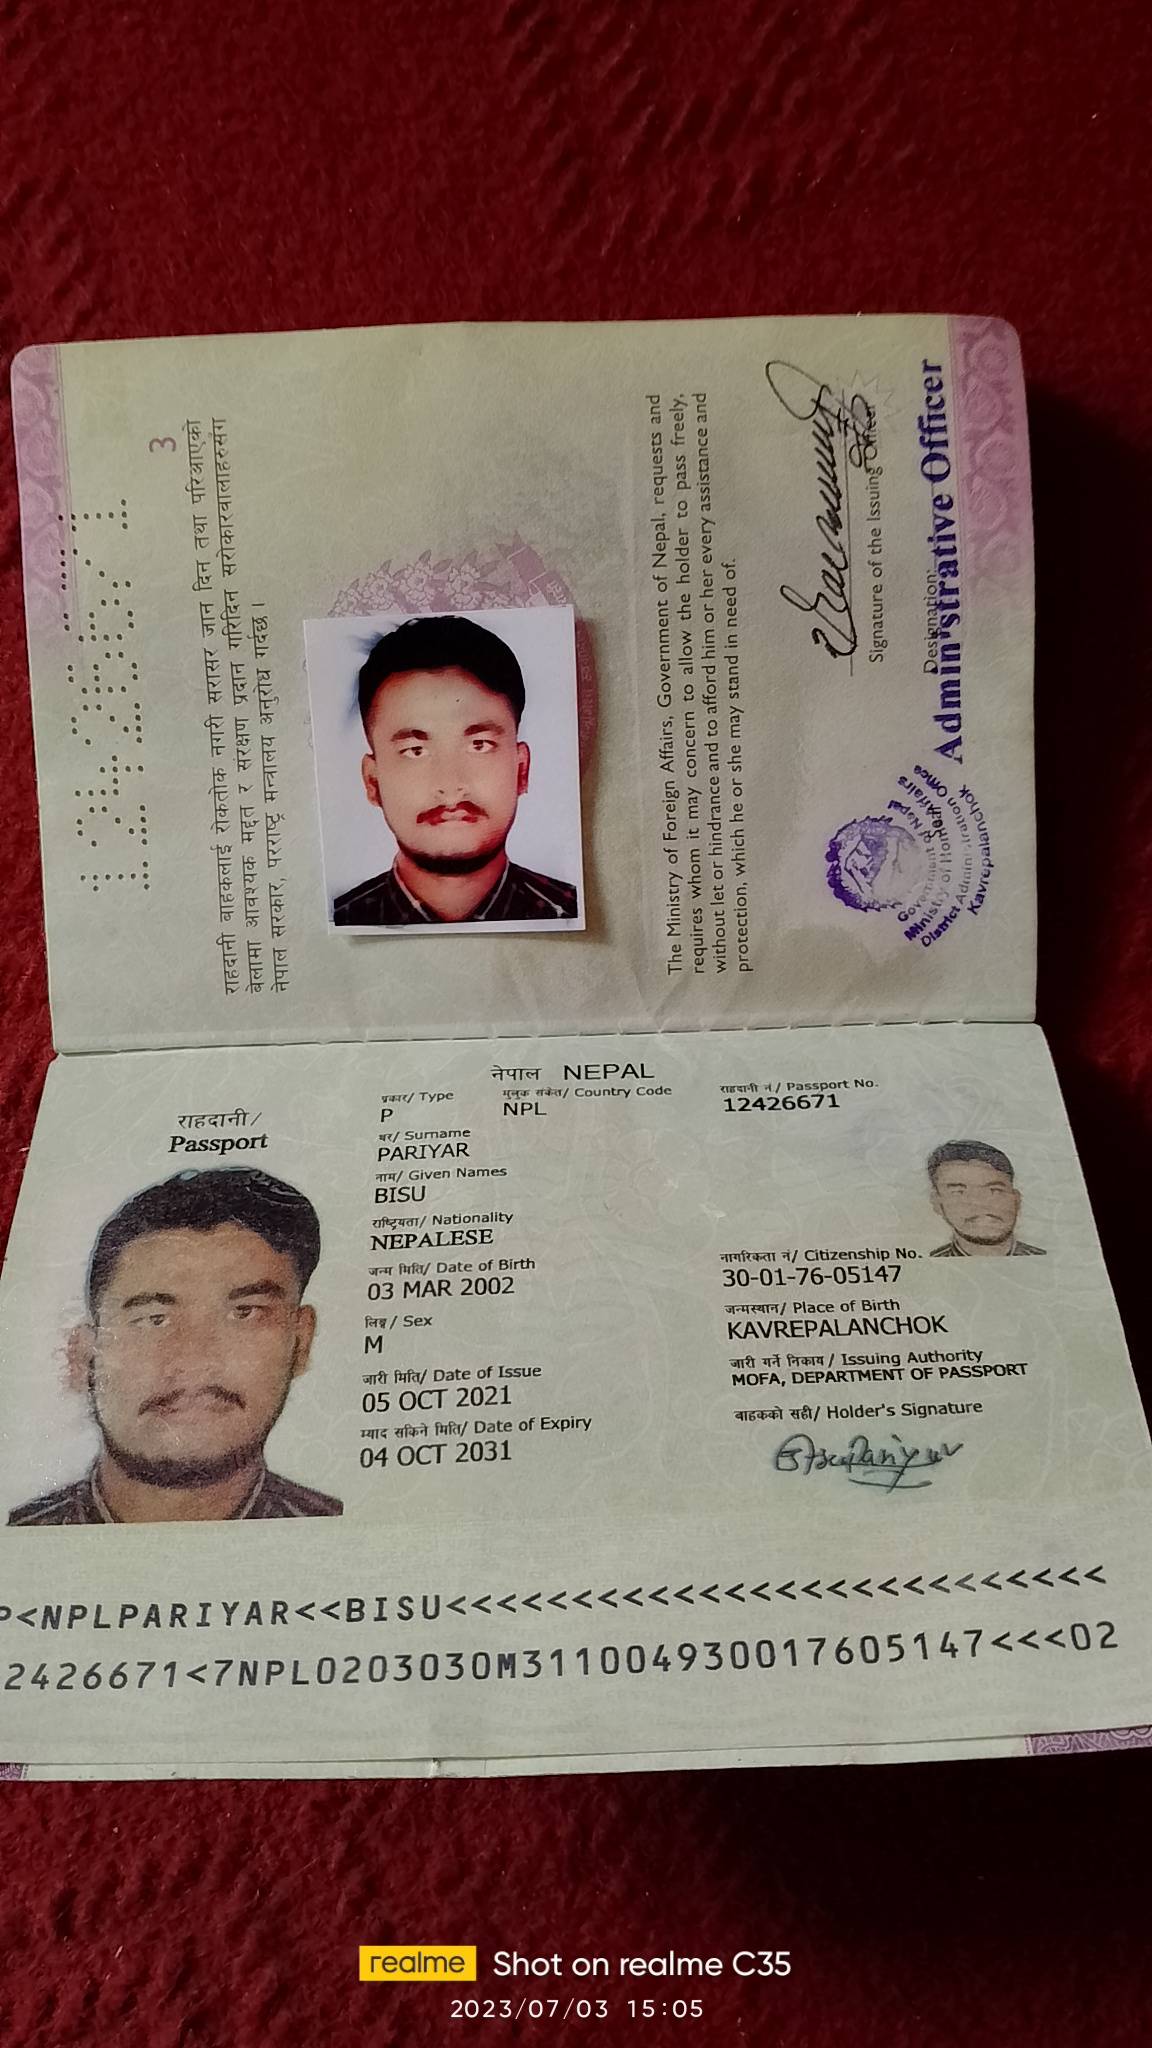 3
राहदानी बाहकलाई रोकतोक नगरी सरासर जान दिन तथा परिआएको
बेलामा आवश्यक मद्दत र संरक्षण प्रदान गरिदिन सरोकारवालाहरुसंग
नेपाल सरकार, परराष्ट्र मन्त्रालय अनुरोध गर्दछ।
The Ministry of Foreign Affairs, Government of Nepal, requests and
requires whom it may concern to allow the holder to pass freely,
without let or hindrance and to afford him or her every assistance and
protection, which he or she may stand in need of.
Signature of the Issuing Officer
Designation:
Administrative Officer
Government of Nepal
Ministry of Home Affairs
District Administration Office
Kavrepalanchok
नेपाल NEPAL
राहदानी/
Passport
प्रकार/ Type
मुलुक संकेत/ Country Code
राहदानी नं/ Passport No.
P
NPL
12426671
थर/ Surname
PARIYAR
नाम/ Given Names
BISU
राष्ट्रियता/ Nationality
NEPALESE
नागरिकता नं/ Citizenship No.
30-01-76-05147
जन्म मिति/ Date of Birth
03 MAR 2002
जन्मस्थान/ Place of Birth
KAVREPALANCHOK
लिङ्ग/ Sex
M
जारी गर्ने निकाय/ Issuing Authority
MOFA, DEPARTMENT OF PASSPORT
जारी मिति/ Date of Issue
05 OCT 2021
बाहकको सही/ Holder's Signature
म्याद सकिने मिति/ Date of Expiry
04 OCT 2031
P<NPLPARIYAR<<BISU<<<<<<<<<<<<<<<<<<<<<<<<<<
2426671<7NPL0203030M311004930017605147<<<02
realme Shot on realme C35
2023/07/03 15:05